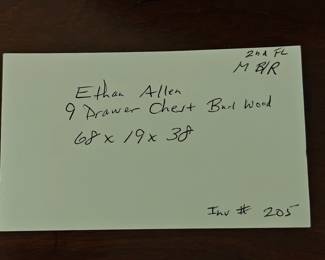 2nd FL
M B/R
Ethan Allen
9 Drawer Chest Burl Wood
68 x 19 x 38
Inv # 205